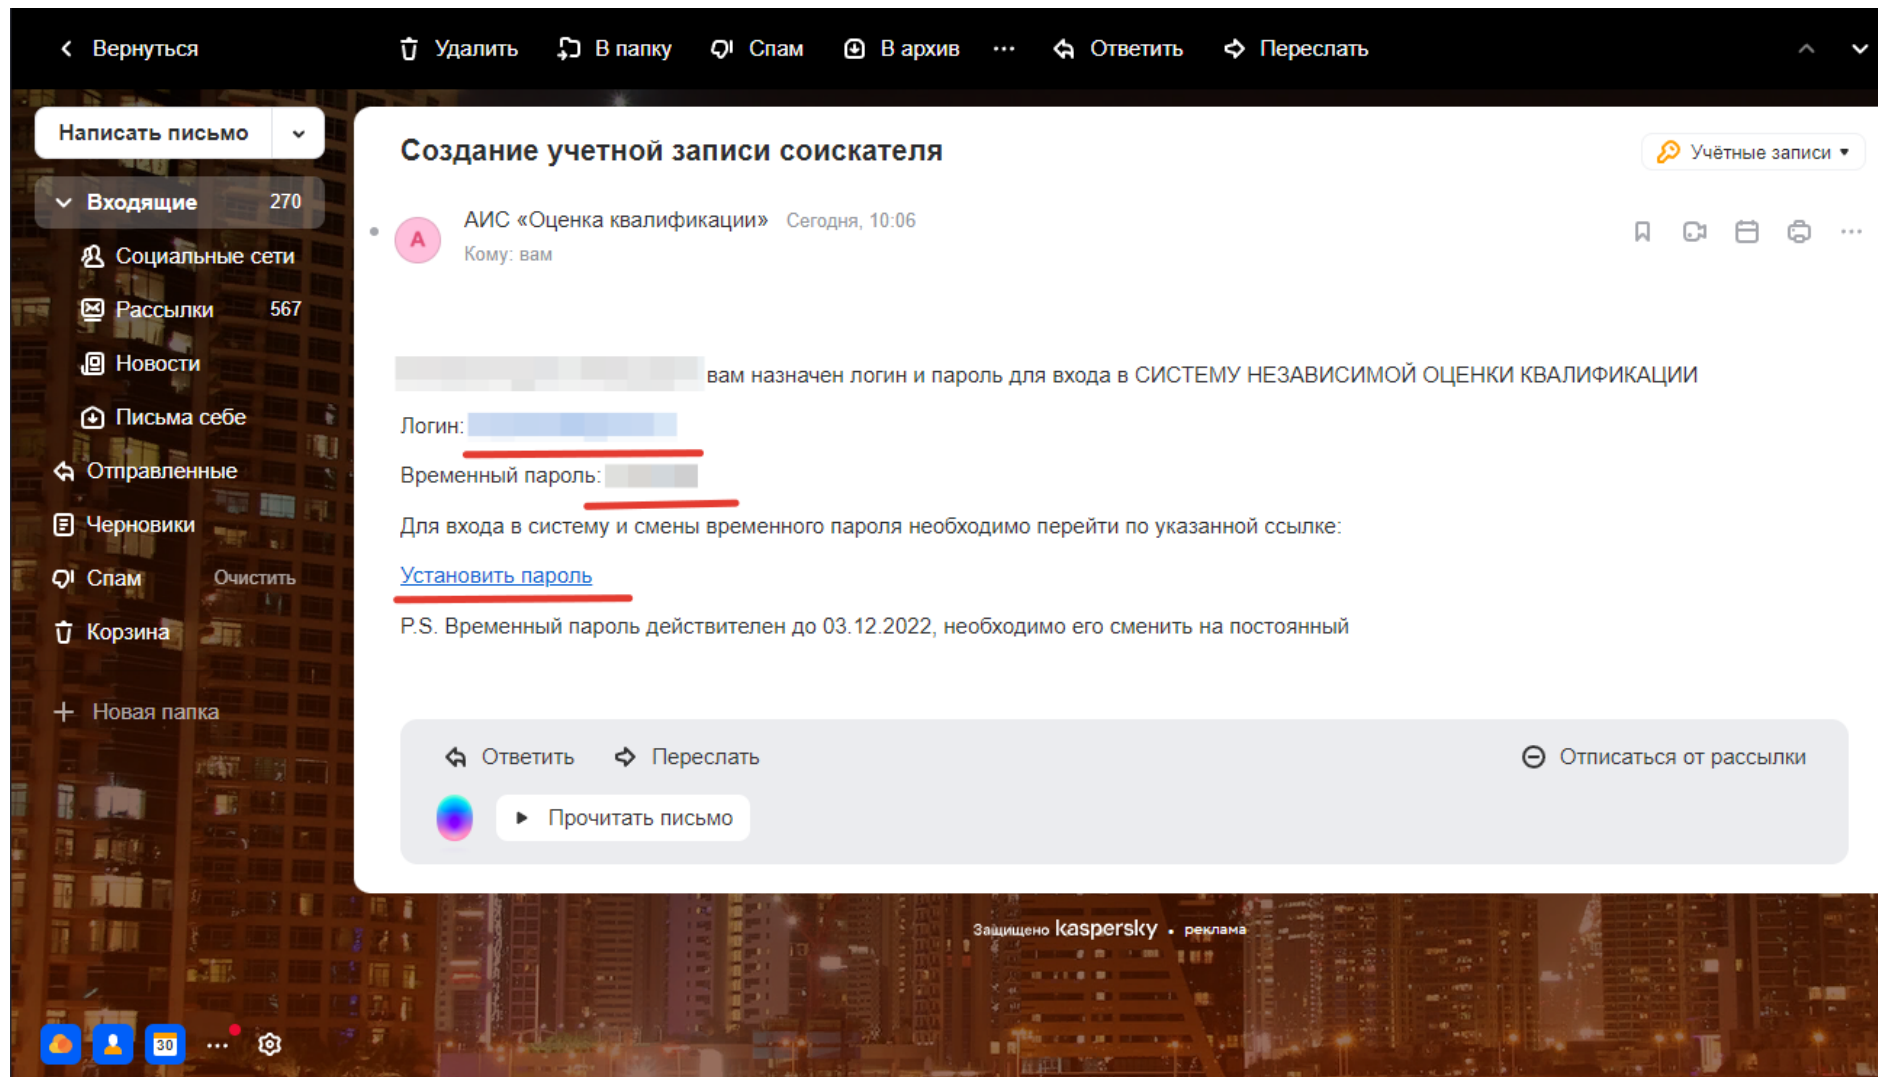 Вернуться
Удалить В папку Спам В архив ··· Ответить Переслать
Написать письмо
Входящие 270
Социальные сети
Рассылки 567
Новости
Письма себе
Отправленные
Черновики
Спам Очистить
Корзина
Новая папка
Создание учетной записи соискателя
Учётные записи
А
АИС «Оценка квалификации» Сегодня, 10:06
Кому: вам
вам назначен логин и пароль для входа в СИСТЕМУ НЕЗАВИСИМОЙ ОЦЕНКИ КВАЛИФИКАЦИИ
Логин:
Временный пароль:
Для входа в систему и смены временного пароля необходимо перейти по указанной ссылке:
Установить пароль
P.S. Временный пароль действителен до 03.12.2022, необходимо его сменить на постоянный
Ответить Переслать
Отписаться от рассылки
Прочитать письмо
Защищено kaspersky • реклама
30